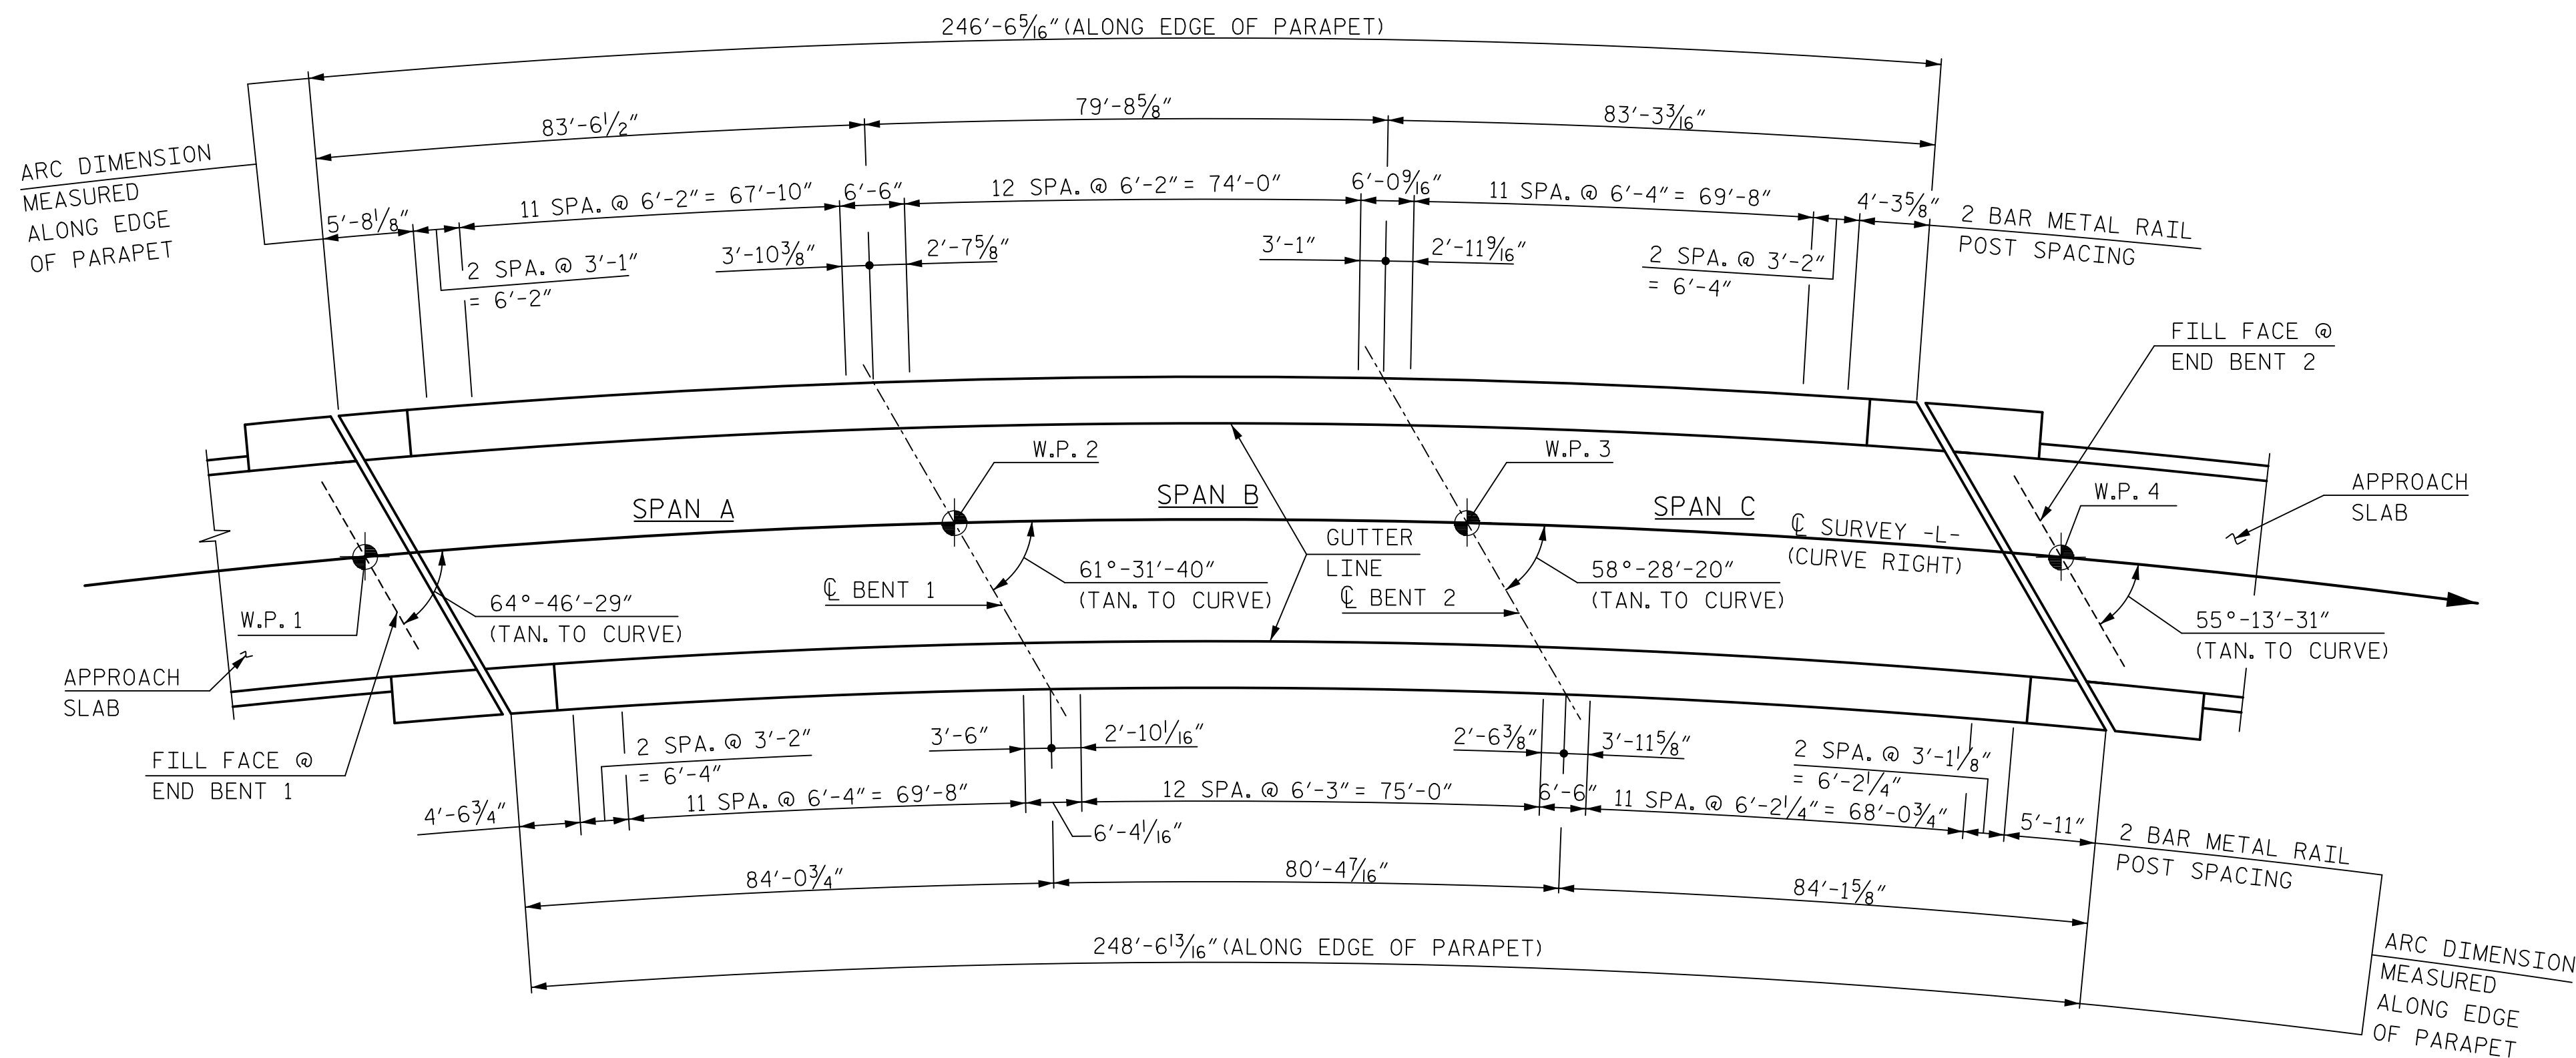 246′-6 5/16″(ALONG EDGE OF PARAPET)
83′-6 1/2″
79′-8 5/8″
83′-3 3/16″
ARC DIMENSION
MEASURED
ALONG EDGE
OF PARAPET
5′-8 1/8″
11 SPA. @ 6′-2″= 67′-10″
6′-6″
12 SPA. @ 6′-2″= 74′-0″
6′-0 9/16″
11 SPA. @ 6′-4″= 69′-8″
4′-3 5/8″
2 BAR METAL RAIL
POST SPACING
2 SPA. @ 3′-1″
= 6′-2″
3′-10 3/8″
2′-7 5/8″
3′-1″
2′-11 9/16″
2 SPA. @ 3′-2″
= 6′-4″
FILL FACE @
END BENT 2
W.P. 2
W.P. 3
W.P. 4
APPROACH
SLAB
SPAN A
SPAN B
SPAN C
GUTTER
LINE
℄ SURVEY -L-
(CURVE RIGHT)
W.P. 1
64°-46′-29″
(TAN. TO CURVE)
℄ BENT 1
61°-31′-40″
(TAN. TO CURVE)
℄ BENT 2
58°-28′-20″
(TAN. TO CURVE)
55°-13′-31″
(TAN. TO CURVE)
APPROACH
SLAB
FILL FACE @
END BENT 1
2 SPA. @ 3′-2″
= 6′-4″
3′-6″
2′-10 1/16″
2′-6 3/8″
3′-11 5/8″
2 SPA. @ 3′-1 1/8″
= 6′-2 1/4″
4′-6 3/4″
11 SPA. @ 6′-4″= 69′-8″
6′-4 1/16″
12 SPA. @ 6′-3″= 75′-0″
6′-6″
11 SPA. @ 6′-2 1/4″= 68′-0 3/4″
5′-11″
2 BAR METAL RAIL
POST SPACING
84′-0 3/4″
80′-4 7/16″
84′-1 5/8″
248′-6 13/16″(ALONG EDGE OF PARAPET)
ARC DIMENSION
MEASURED
ALONG EDGE
OF PARAPET